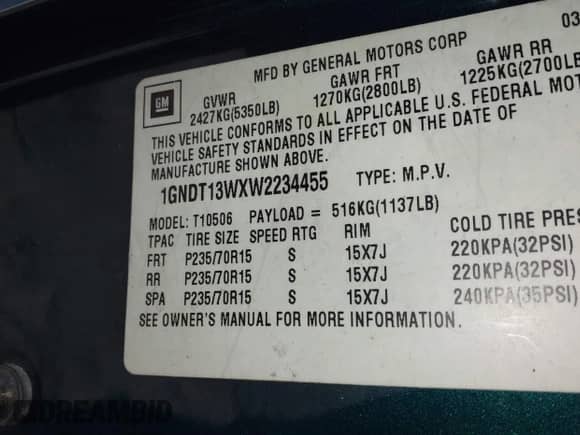 MFD BY GENERAL MOTORS CORP 03
GM GVWR GAWR FRT GAWR RR
2427KG(5350LB) 1270KG(2800LB) 1225KG(2700LB
THIS VEHICLE CONFORMS TO ALL APPLICABLE U.S. FEDERAL MOT
VEHICLE SAFETY STANDARDS IN EFFECT ON THE DATE OF
MANUFACTURE SHOWN ABOVE.
1GNDT13WXW2234455 TYPE: M.P.V.
MODEL: T10506 PAYLOAD = 516KG(1137LB)
TPAC TIRE SIZE SPEED RTG RIM COLD TIRE PRES
FRT P235/70R15 S 15X7J 220KPA(32PSI)
RR P235/70R15 S 15X7J 220KPA(32PSI)
SPA P235/70R15 S 15X7J 240KPA(35PSI)
SEE OWNER'S MANUAL FOR MORE INFORMATION.
DREAMBID